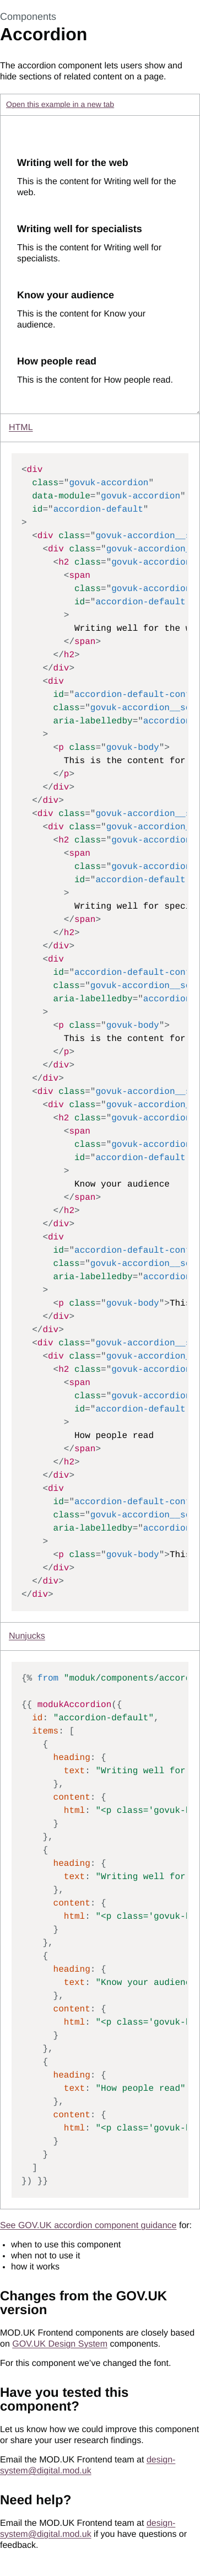 Components
Accordion
The accordion component lets users show and
hide sections of related content on a page.
Open this example in a new tab
Writing well for the web
This is the content for Writing well for the
web.
Writing well for specialists
This is the content for Writing well for
specialists.
Know your audience
This is the content for Know your
audience.
How people read
This is the content for How people read.
HTML
<div
class="govuk-accordion"
data-module="govuk-accordion"
id="accordion-default"
>
<div class="govuk-accordion__
<div class="govuk-accordion
<h2 class="govuk-accordion
<span
class="govuk-accordion
id="accordion-default
>
Writing well for the
</span>
</h2>
</div>
<div
id="accordion-default-con
class="govuk-accordion__s
aria-labelledby="accordion
>
<p class="govuk-body">
This is the content for
</p>
</div>
</div>
<div class="govuk-accordion__
<div class="govuk-accordion
<h2 class="govuk-accordion
<span
class="govuk-accordion
id="accordion-default
>
Writing well for spec
</span>
</h2>
</div>
<div
id="accordion-default-con
class="govuk-accordion__s
aria-labelledby="accordion
>
<p class="govuk-body">
This is the content for
</p>
</div>
</div>
<div class="govuk-accordion__
<div class="govuk-accordion
<h2 class="govuk-accordion
<span
class="govuk-accordion
id="accordion-default
>
Know your audience
</span>
</h2>
</div>
<div
id="accordion-default-con
class="govuk-accordion__s
aria-labelledby="accordion
>
<p class="govuk-body">This
</div>
</div>
<div class="govuk-accordion__
<div class="govuk-accordion
<h2 class="govuk-accordion
<span
class="govuk-accordion
id="accordion-default
>
How people read
</span>
</h2>
</div>
<div
id="accordion-default-con
class="govuk-accordion__s
aria-labelledby="accordion
>
<p class="govuk-body">This
</div>
</div>
</div>
Nunjucks
{% from "moduk/components/accor
{{ modukAccordion({
id: "accordion-default",
items: [
{
heading: {
text: "Writing well for
},
content: {
html: "<p class='govuk-
}
},
{
heading: {
text: "Writing well for
},
content: {
html: "<p class='govuk-
}
},
{
heading: {
text: "Know your audien
},
content: {
html: "<p class='govuk-
}
},
{
heading: {
text: "How people read"
},
content: {
html: "<p class='govuk-
}
}
]
}) }}
See GOV.UK accordion component guidance for:
• when to use this component
• when not to use it
• how it works
Changes from the GOV.UK
version
MOD.UK Frontend components are closely based
on GOV.UK Design System components.
For this component we've changed the font.
Have you tested this
component?
Let us know how we could improve this component
or share your user research findings.
Email the MOD.UK Frontend team at design-
system@digital.mod.uk
Need help?
Email the MOD.UK Frontend team at design-
system@digital.mod.uk if you have questions or
feedback.